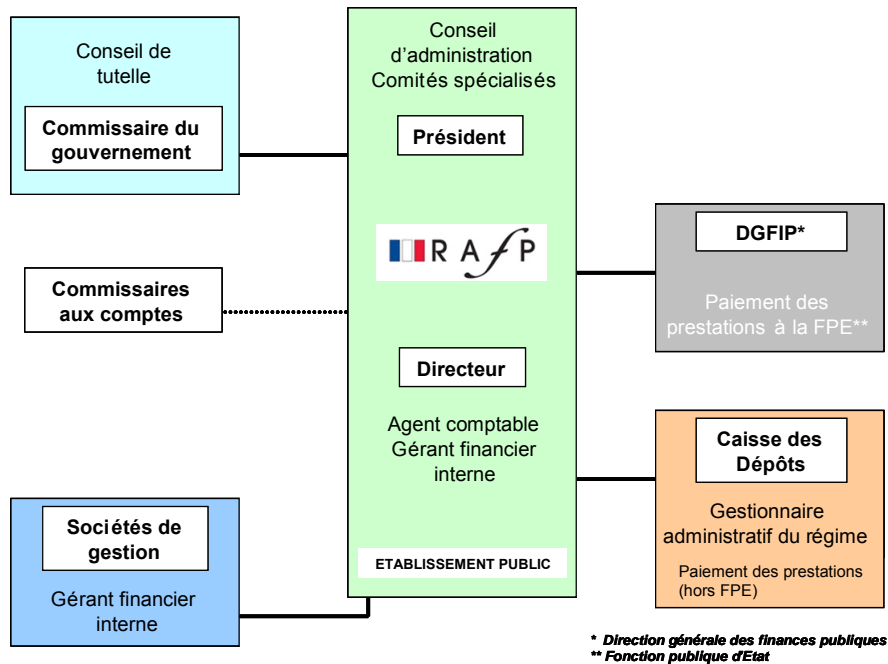 Conseil de
tutelle
Commissaire du
gouvernement
Commissaires
aux comptes
Sociétés de
gestion
Gérant financier
interne
Conseil
d'administration
Comités spécialisés
Président
RAfP
Directeur
Agent comptable
Gérant financier
interne
ETABLISSEMENT PUBLIC
DGFIP*
Paiement des
prestations à la FPE**
Caisse des
Dépôts
Gestionnaire
administratif du régime
Paiement des prestations
(hors FPE)
* Direction générale des finances publiques
** Fonction publique d'Etat